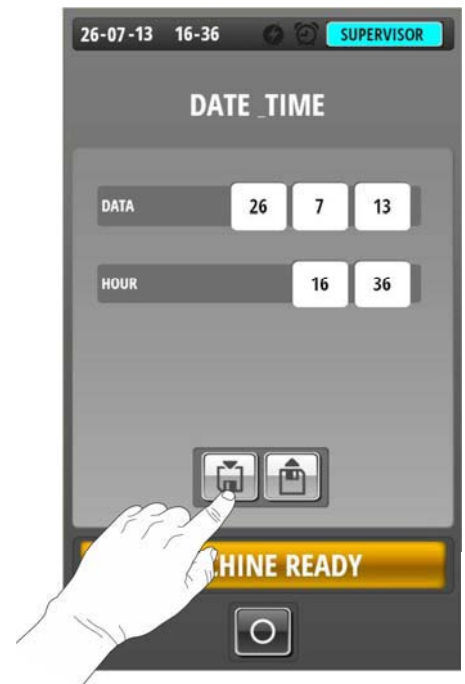 26-07-13 16-36 SUPERVISOR
DATE_TIME
DATA 26 7 13
HOUR 16 36
HINE READY